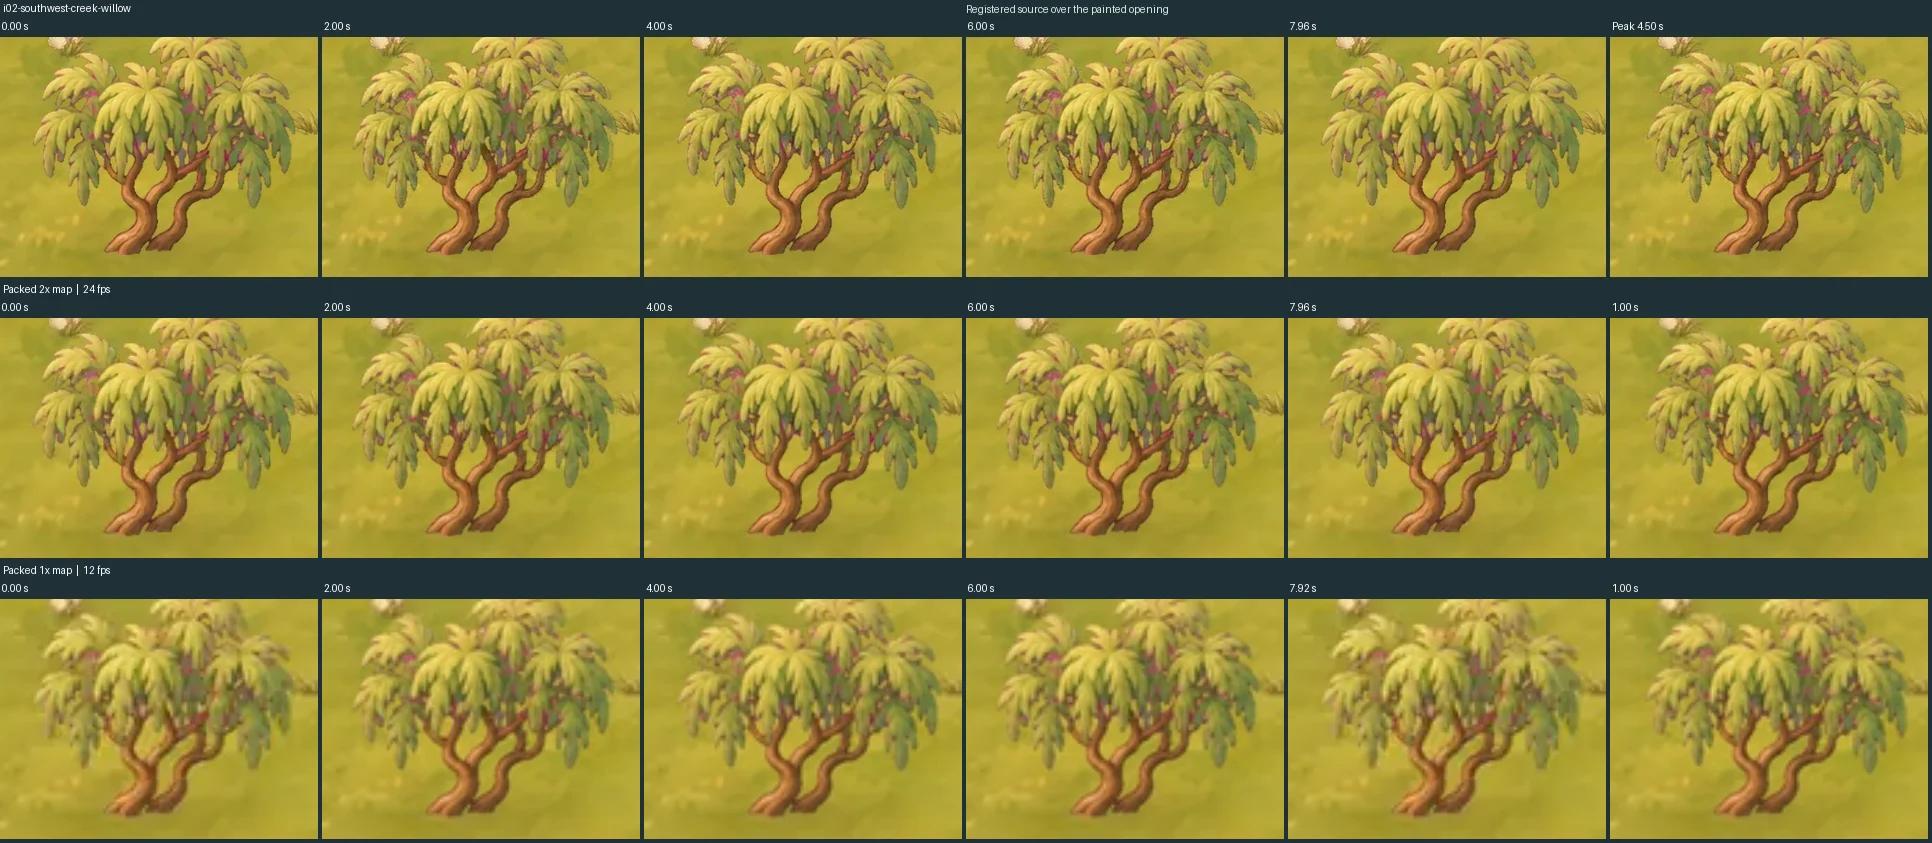 i02-southwest-creek-willow
Registered source over the painted opening
0.00 s
2.00 s
4.00 s
6.00 s
7.96 s
Peak 4.50 s
Packed 2x map | 24 fps
0.00 s
2.00 s
4.00 s
6.00 s
7.96 s
1.00 s
Packed 1x map | 12 fps
0.00 s
2.00 s
4.00 s
6.00 s
7.92 s
1.00 s